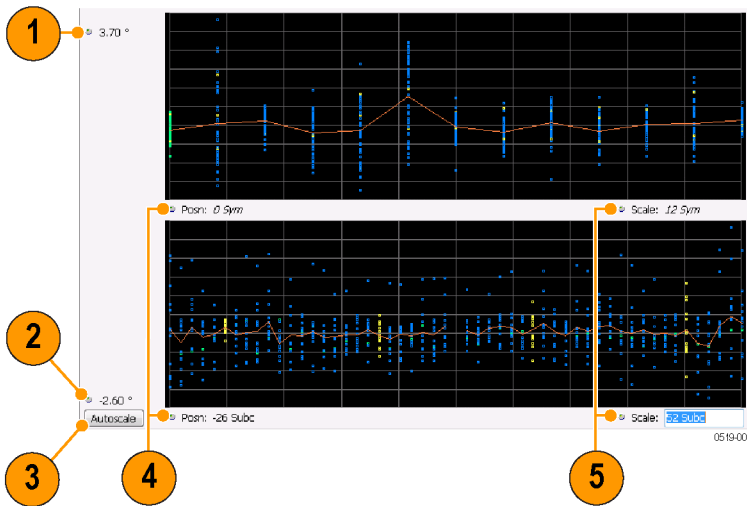 1
3.70 °
Posn: 0 Sym
Scale: 12 Sym
2
-2.60 °
Autoscale
Posn: -26 Subc
Scale: 52 Subc
0519-00
3
4
5